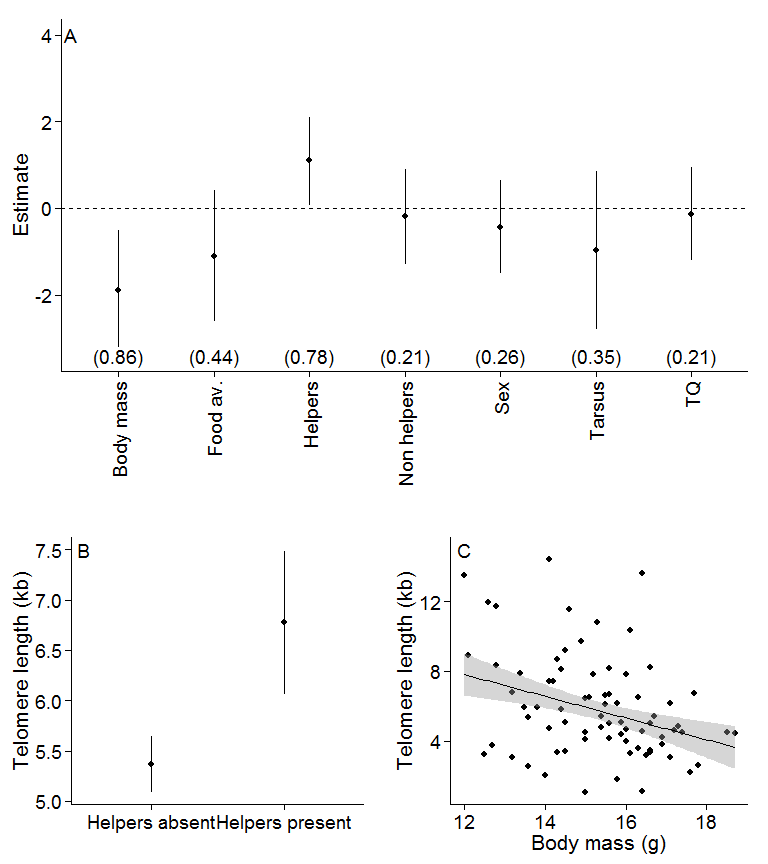 A
4
2
0
-2
Estimate
(0.86) (0.44) (0.78) (0.21) (0.26) (0.35) (0.21)
Body mass
Food av.
Helpers
Non helpers
Sex
Tarsus
TQ
B
7.5
7.0
6.5
6.0
5.5
5.0
Telomere length (kb)
Helpers absent Helpers present
C
12
8
4
Telomere length (kb)
12 14 16 18
Body mass (g)